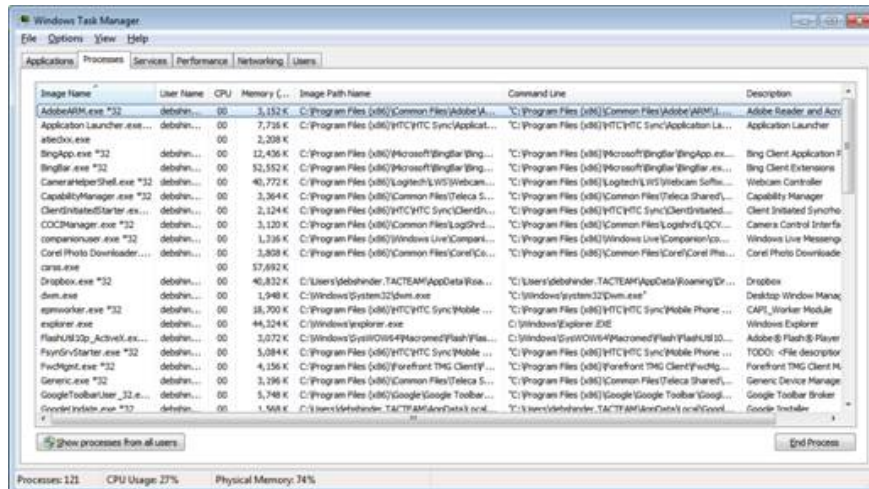 Windows Task Manager
File Options View Help
Applications Processes Services Performance Networking Users
Image Name User Name CPU Memory (... Image Path Name Command Line Description
AdobeARM.exe *32 debshin... 00 3,152 K C:\Program Files (x86)\Common Files\Adobe\A... "C:\Program Files (x86)\Common Files\Adobe\ARM\1.... Adobe Reader and Acro
Application Launcher.exe... debshin... 00 7,716 K C:\Program Files (x86)\HTC\HTC Sync\Applicat... "C:\Program Files (x86)\HTC\HTC Sync\Application La... Application Launcher
atieclxx.exe 00 2,208 K
BingApp.exe *32 debshin... 00 12,436 K C:\Program Files (x86)\Microsoft\BingBar\Bing... "C:\Program Files (x86)\Microsoft\BingBar\BingApp.ex... Bing Client Application F
BingBar.exe *32 debshin... 00 52,552 K C:\Program Files (x86)\Microsoft\BingBar\Bing... "C:\Program Files (x86)\Microsoft\BingBar\BingBar.ex... Bing Client Extensions
CameraHelperShell.exe *32 debshin... 00 40,772 K C:\Program Files (x86)\Logitech\LWS\Webcam... "C:\Program Files (x86)\Logitech\LWS\Webcam Softw... Webcam Controller
CapabilityManager.exe *32 debshin... 00 3,364 K C:\Program Files (x86)\Common Files\Teleca S... "C:\Program Files (x86)\Common Files\Teleca Shared\... Capability Manager
ClientInitiatedStarter.ex... debshin... 00 2,124 K C:\Program Files (x86)\HTC\HTC Sync\ClientIn... "C:\Program Files (x86)\HTC\HTC Sync\ClientInitiated... Client Initiated Synchro
COCIManager.exe *32 debshin... 00 3,120 K C:\Program Files (x86)\Common Files\LogiShrd... "C:\Program Files (x86)\Common Files\Logishrd\LQCV... Camera Control Interfa
companionuser.exe *32 debshin... 00 1,316 K C:\Program Files (x86)\Windows Live\Compani... "C:\Program Files (x86)\Windows Live\Companion\co... Windows Live Messeng
Corel Photo Downloader.... debshin... 00 3,808 K C:\Program Files (x86)\Common Files\Corel\Co... "C:\Program Files (x86)\Common Files\Corel\Corel Pho... Corel Photo Downloade
csrss.exe 00 57,692 K
Dropbox.exe *32 debshin... 00 40,832 K C:\Users\debshinder.TACTEAM\AppData\Roa... "C:\Users\debshinder.TACTEAM\AppData\Roaming\Dr... Dropbox
dwm.exe debshin... 00 1,948 K C:\Windows\System32\dwm.exe "C:\Windows\system32\Dwm.exe" Desktop Window Manag
epmworker.exe *32 debshin... 00 18,700 K C:\Program Files (x86)\HTC\HTC Sync\Mobile ... "C:\Program Files (x86)\HTC\HTC Sync\Mobile Phone ... CAPI_Worker Module
explorer.exe debshin... 00 44,324 K C:\Windows\explorer.exe C:\Windows\Explorer.EXE Windows Explorer
FlashUtil10p_ActiveX.ex... debshin... 00 3,072 K C:\Windows\SysWOW64\Macromed\Flash\Flas... C:\Windows\SysWOW64\Macromed\Flash\FlashUtil10... Adobe® Flash® Player
FsynSrvStarter.exe *32 debshin... 00 5,084 K C:\Program Files (x86)\HTC\HTC Sync\Mobile ... "C:\Program Files (x86)\HTC\HTC Sync\Mobile Phone ... TODO: <File description
FwcMgmt.exe *32 debshin... 00 4,156 K C:\Program Files (x86)\Forefront TMG Client\F... "C:\Program Files (x86)\Forefront TMG Client\FwcMg... Forefront TMG Client M
Generic.exe *32 debshin... 00 3,196 K C:\Program Files (x86)\Common Files\Teleca S... "C:\Program Files (x86)\Common Files\Teleca Shared\... Generic Device Manage
GoogleToolbarUser_32.e... debshin... 00 5,748 K C:\Program Files (x86)\Google\Google Toolbar... "C:\Program Files (x86)\Google\Google Toolbar\Googl... Google Toolbar Broker
GoogleUpdate.exe *32 debshin... 00 1,568 K C:\Users\debshinder.TACTEAM\AppData\Local... "C:\Users\debshinder.TACTEAM\AppData\Local\Googl... Google Installer
Show processes from all users End Process
Processes: 121 CPU Usage: 27% Physical Memory: 74%